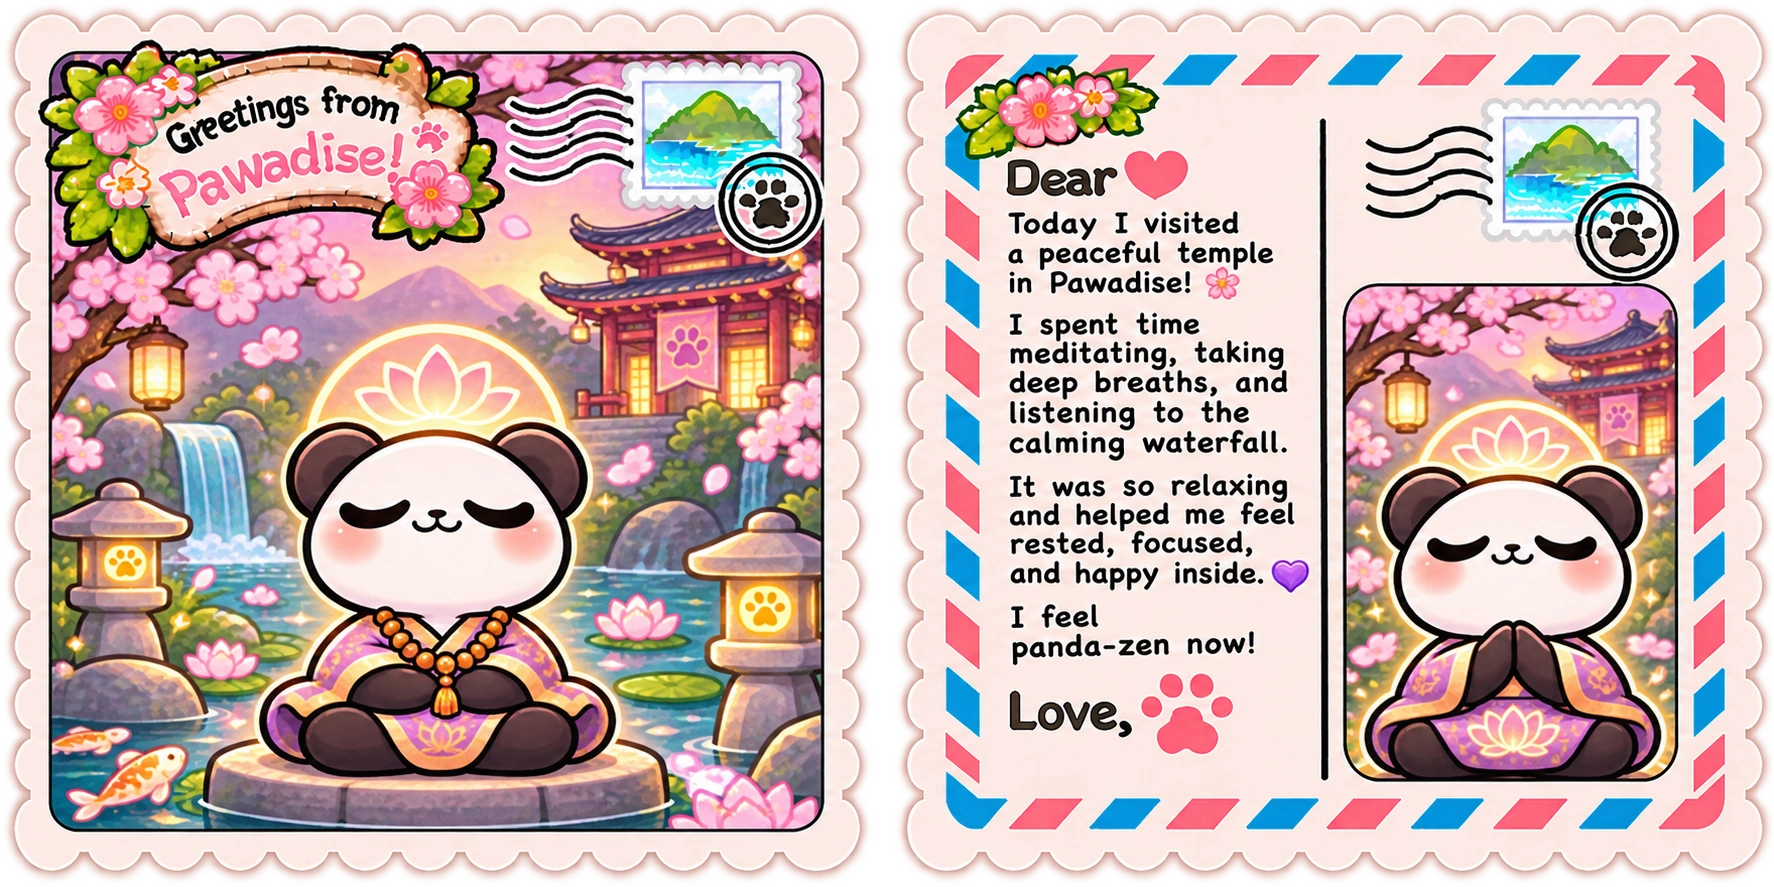 Greetings from
Pawadise!
Dear
Today I visited
a peaceful temple
in Pawadise!
I spent time
meditating, taking
deep breaths, and
listening to the
calming waterfall.
It was so relaxing
and helped me feel
rested, focused,
and happy inside.
I feel
panda-zen now!
Love,